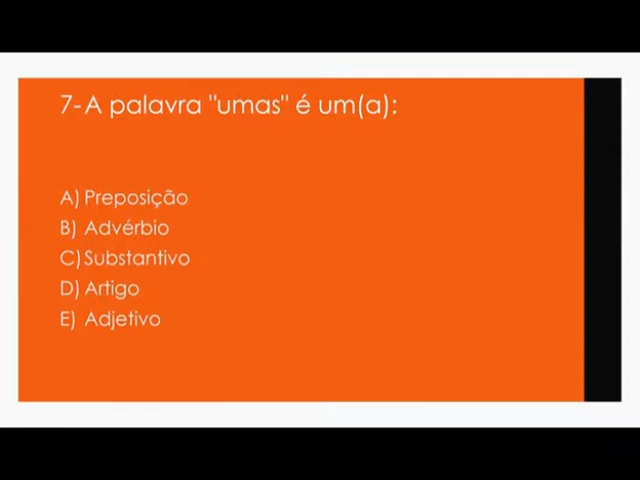 7- A palavra "umas" é um(a):
A) Preposição
B) Advérbio
C) Substantivo
D) Artigo
E) Adjetivo